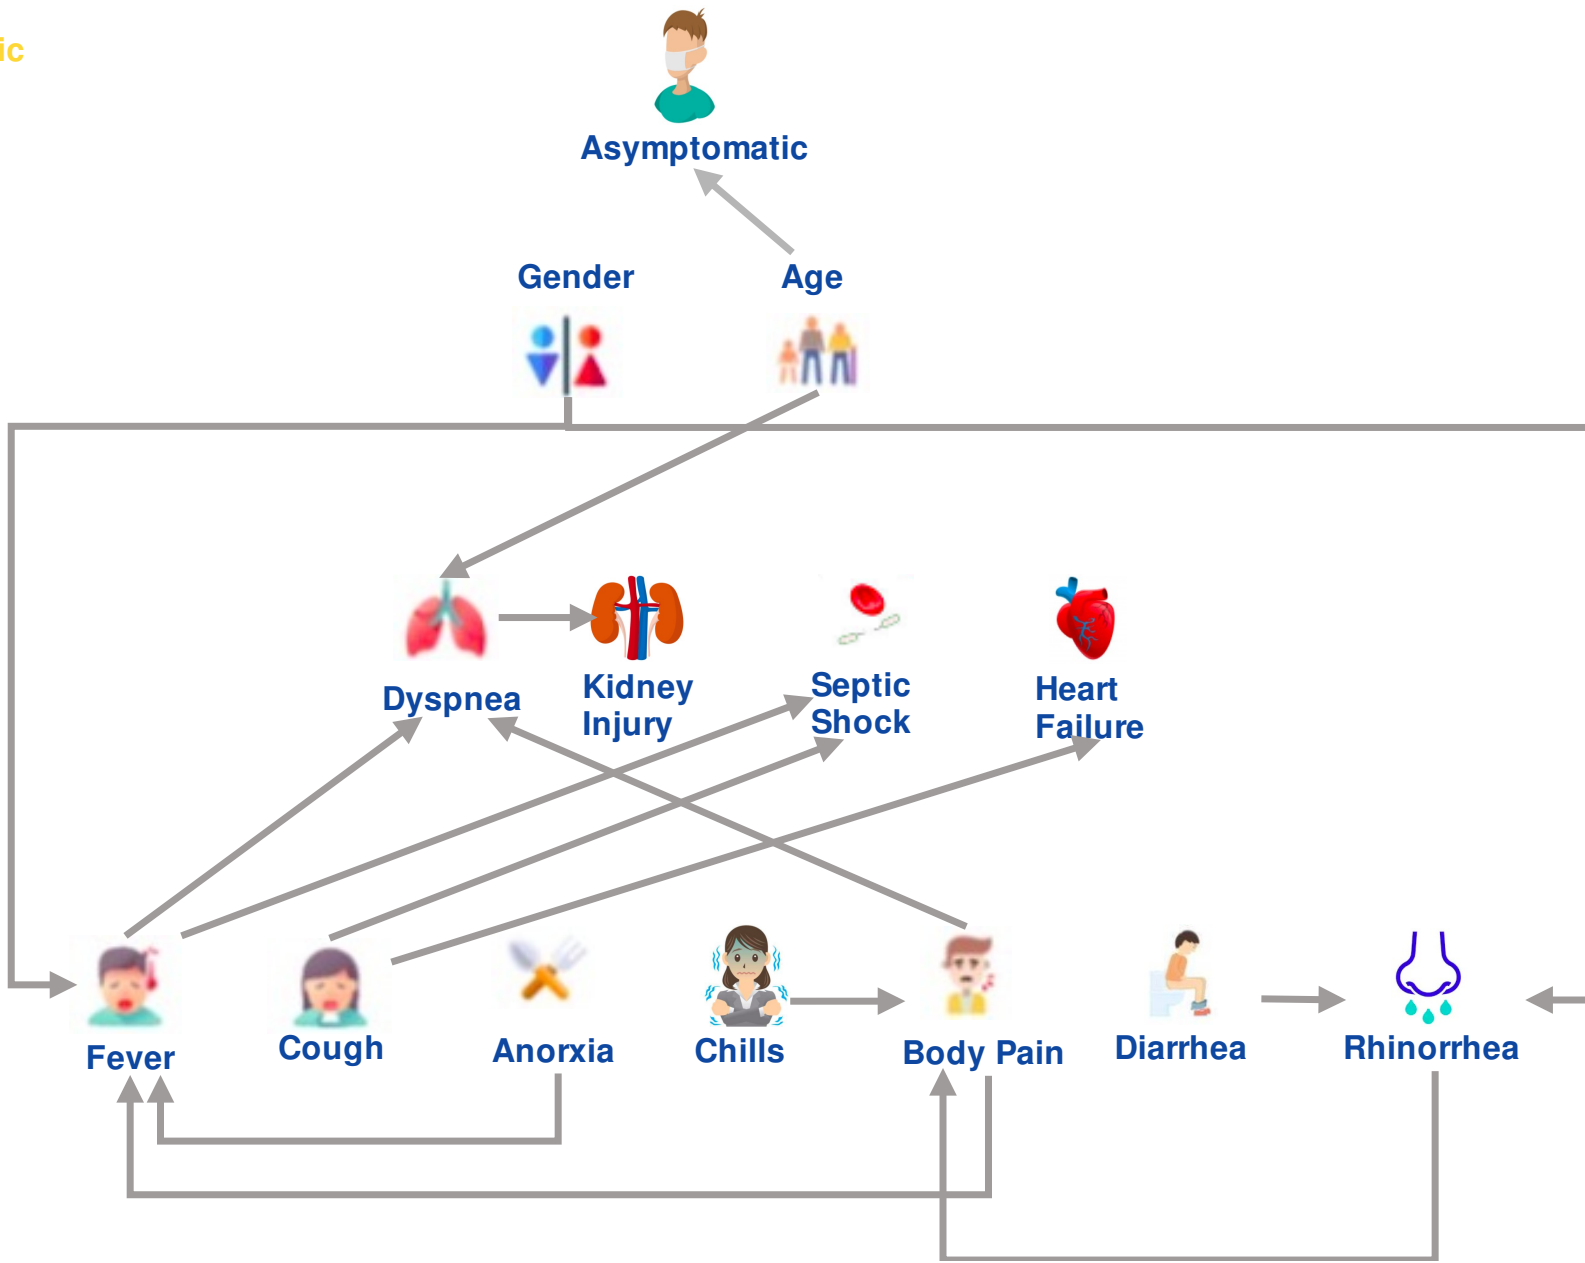 ic
Asymptomatic
Gender
Age
Dyspnea
Kidney
Injury
Septic
Shock
Heart
Failure
Fever
Cough
Anorxia
Chills
Body Pain
Diarrhea
Rhinorrhea